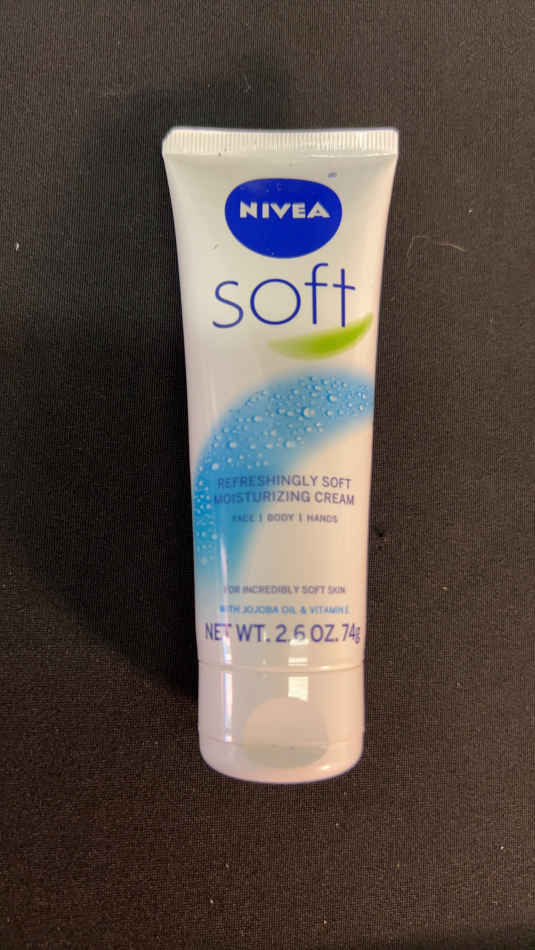 NIVEA
soft
REFRESHINGLY SOFT
MOISTURIZING CREAM
FACE | BODY | HANDS
FOR INCREDIBLY SOFT SKIN
WITH JOJOBA OIL & VITAMIN E
NET WT. 2.6 OZ. 74g